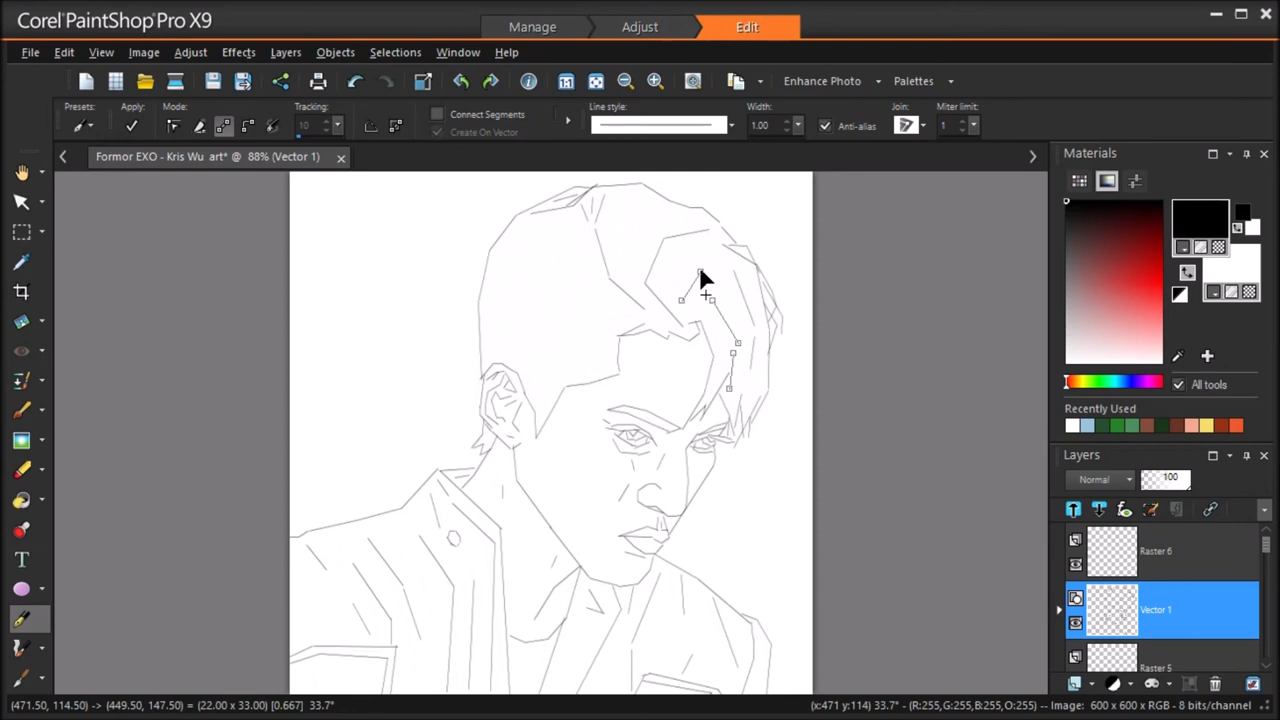 Corel PaintShop Pro X9
Manage
Adjust
Edit
File
Edit
View
Image
Adjust
Effects
Layers
Objects
Selections
Window
Help
Enhance Photo
Palettes
Presets:
Apply:
Mode:
Tracking:
10
Connect Segments
Create On Vector
Line style:
Width:
1.00
Anti-alias
Join:
Miter limit:
1
Formor EXO - Kris Wu art* @ 88% (Vector 1)
Materials
All tools
Recently Used
Layers
Normal
100
Raster 6
Vector 1
Raster 5
(471.50, 114.50) -> (449.50, 147.50) = (22.00 x 33.00) [0.667] 33.7°
(x:471 y:114) 33.7° - (R:255,G:255,B:255,O:255) -- Image: 600 x 600 x RGB - 8 bits/channel